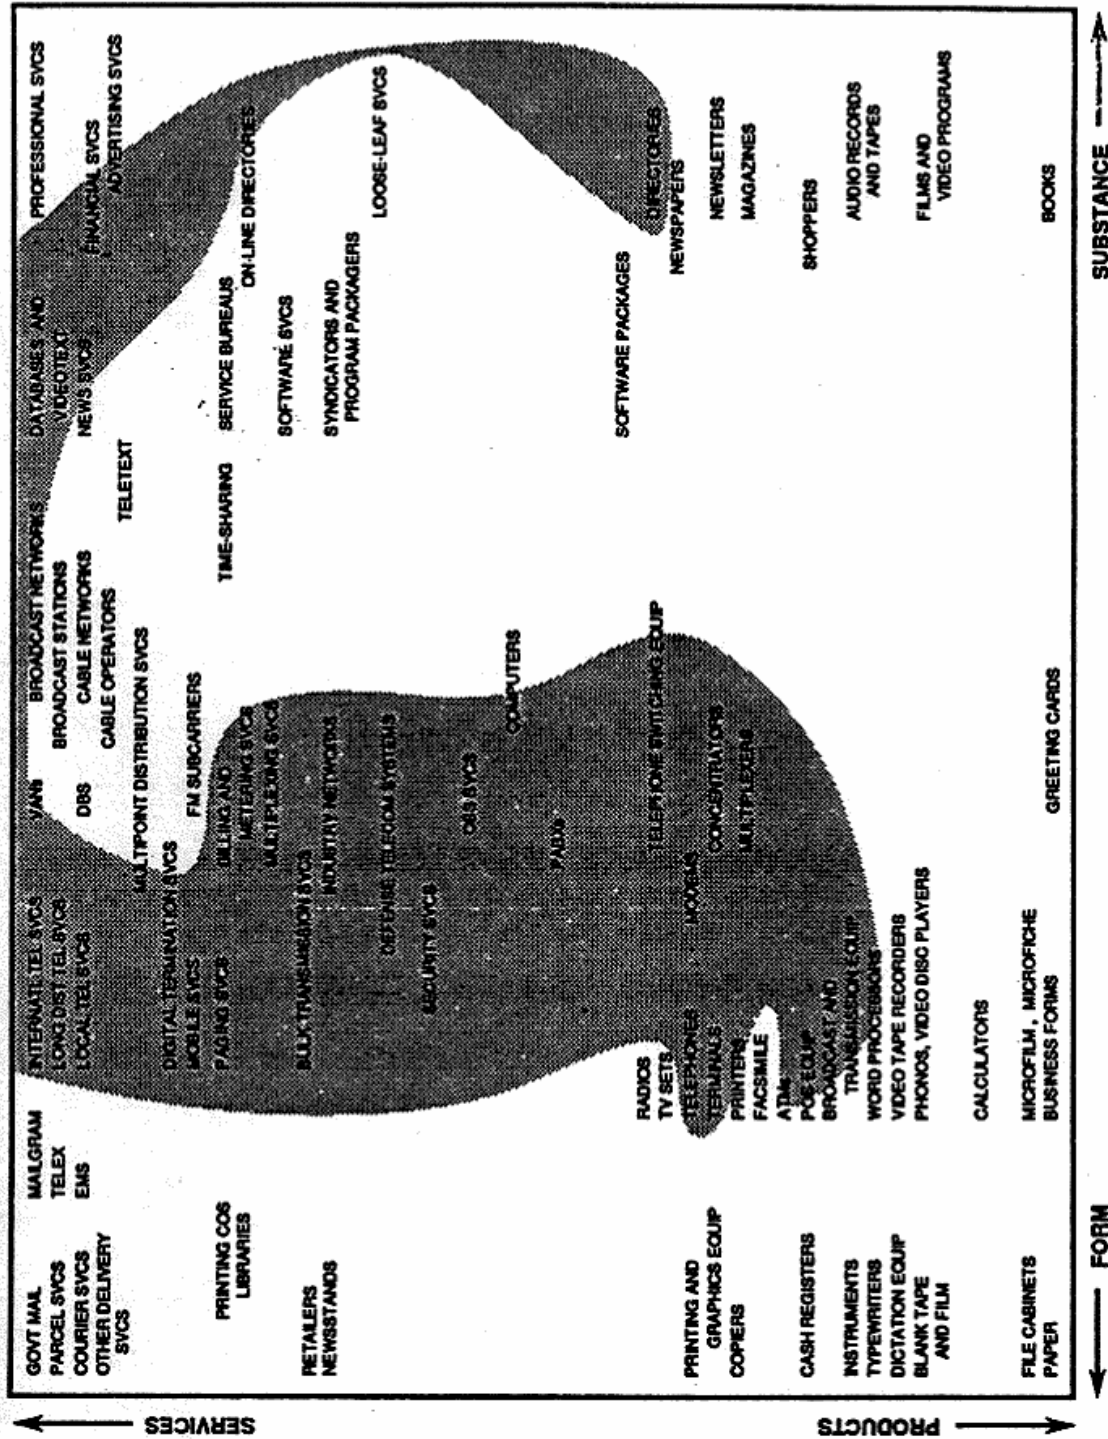 GOVT MAIL
PARCEL SVCS
COURIER SVCS
OTHER DELIVERY
SVCS
MAILGRAM
TELEX
EMS
INTERNAT'L TEL SVCS
LONG DIST TEL SVCS
LOCAL TEL SVCS
VANs
DBS
BROADCAST NETWORKS
BROADCAST STATIONS
CABLE NETWORKS
CABLE OPERATORS
DATABASES AND
VIDEOTEXT
NEWS SVCS
TELETEXT
PROFESSIONAL SVCS
FINANCIAL SVCS
ADVERTISING SVCS
MULTIPOINT DISTRIBUTION SVCS
DIGITAL TERMINATION SVCS
MOBILE SVCS
PAGING SVCS
FM SUBCARRIERS
BILLING AND
METERING SVCS
MULTIPLEXING SVCS
PRINTING COS
LIBRARIES
TIME-SHARING
SERVICE BUREAUS
ON-LINE DIRECTORIES
SOFTWARE SVCS
RETAILERS
NEWSSTANDS
BULK TRANSMISSION SVCS
INDUSTRY NETWORKS
SYNDICATORS AND
PROGRAM PACKAGERS
LOOSE-LEAF SVCS
DEFENSE TELECOM SYSTEMS
SECURITY SVCS
CSS SVCS
COMPUTERS
PABXs
SOFTWARE PACKAGES
RADIOS
TV SETS
TELEPHONES
TERMINALS
PRINTERS
FACSIMILE
ATMs
POS EQUIP
BROADCAST AND
TRANSMISSION EQUIP
WORD PROCESSORS
VIDEO TAPE RECORDERS
PHONOS, VIDEO DISC PLAYERS
TELEPHONE SWITCHING EQUIP
MODEMS
CONCENTRATORS
MULTIPLEXERS
DIRECTORIES
NEWSPAPERS
NEWSLETTERS
MAGAZINES
SHOPPERS
AUDIO RECORDS
AND TAPES
FILMS AND
VIDEO PROGRAMS
PRINTING AND
GRAPHICS EQUIP
COPIERS
CASH REGISTERS
INSTRUMENTS
TYPEWRITERS
DICTATION EQUIP
BLANK TAPE
AND FILM
CALCULATORS
FILE CABINETS
PAPER
MICROFILM, MICROFICHE
BUSINESS FORMS
GREETING CARDS
BOOKS
SERVICES
PRODUCTS
FORM
SUBSTANCE